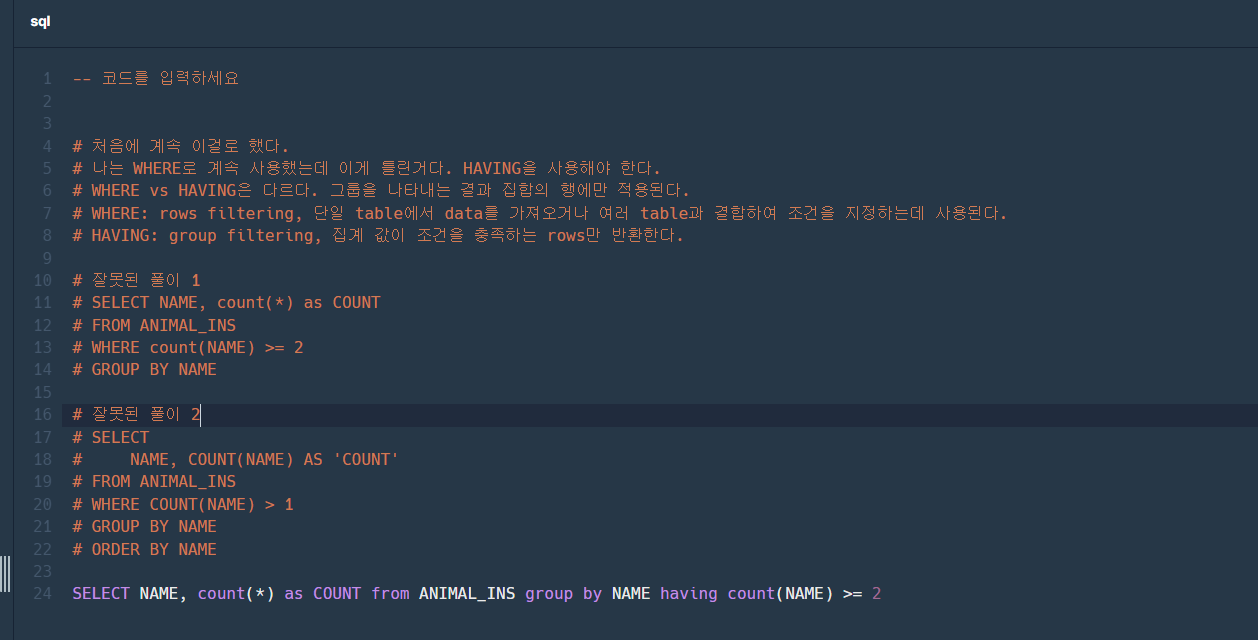 sql
1 -- 코드를 입력하세요
2
3
4 # 처음에 계속 이걸로 했다.
5 # 나는 WHERE로 계속 사용했는데 이게 틀린거다. HAVING을 사용해야 한다.
6 # WHERE vs HAVING은 다르다. 그룹을 나타내는 결과 집합의 행에만 적용된다.
7 # WHERE: rows filtering, 단일 table에서 data를 가져오거나 여러 table과 결합하여 조건을 지정하는데 사용된다.
8 # HAVING: group filtering, 집계 값이 조건을 충족하는 rows만 반환한다.
9
10 # 잘못된 풀이 1
11 # SELECT NAME, count(*) as COUNT
12 # FROM ANIMAL_INS
13 # WHERE count(NAME) >= 2
14 # GROUP BY NAME
15
16 # 잘못된 풀이 2
17 # SELECT
18 #     NAME, COUNT(NAME) AS 'COUNT'
19 # FROM ANIMAL_INS
20 # WHERE COUNT(NAME) > 1
21 # GROUP BY NAME
22 # ORDER BY NAME
23
24 SELECT NAME, count(*) as COUNT from ANIMAL_INS group by NAME having count(NAME) >= 2